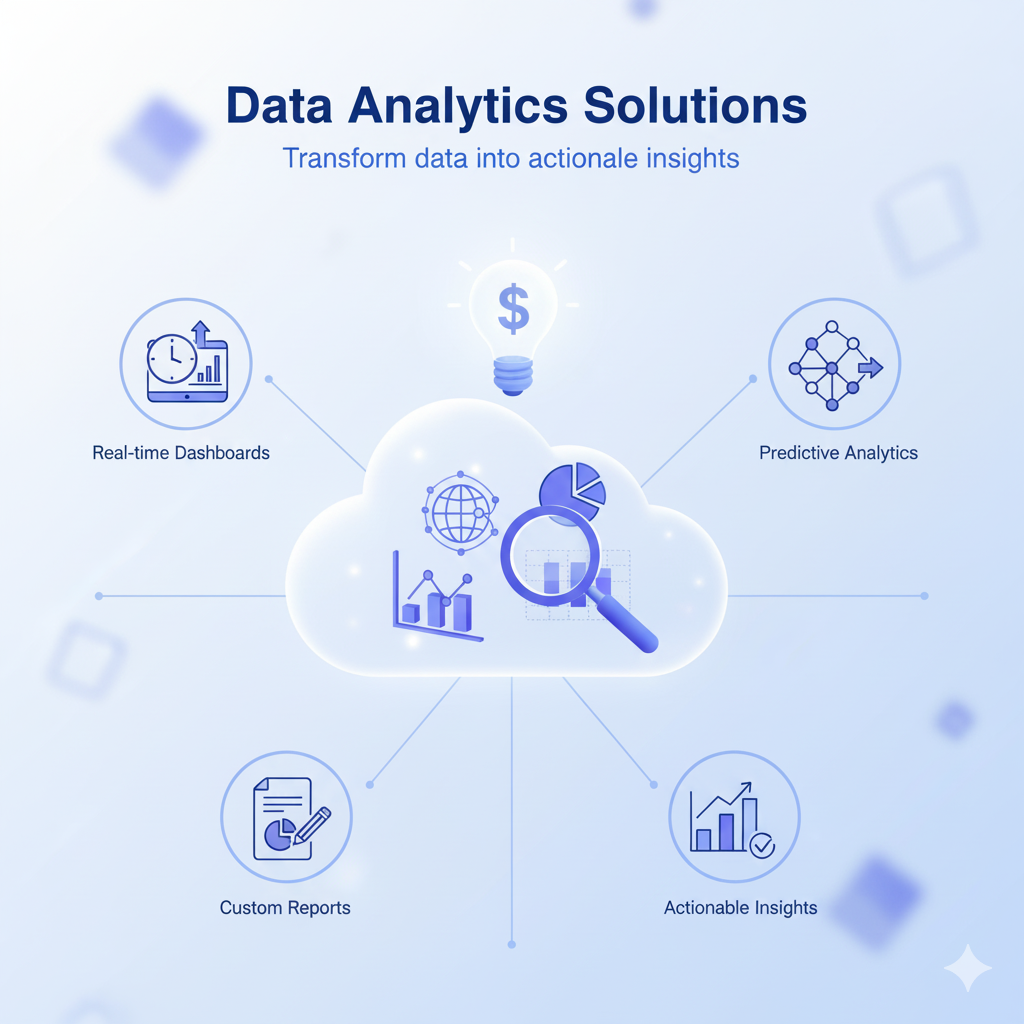 Data Analytics Solutions
Transform data into actionale insights
$
Real-time Dashboards
Predictive Analytics
Custom Reports
Actionable Insights